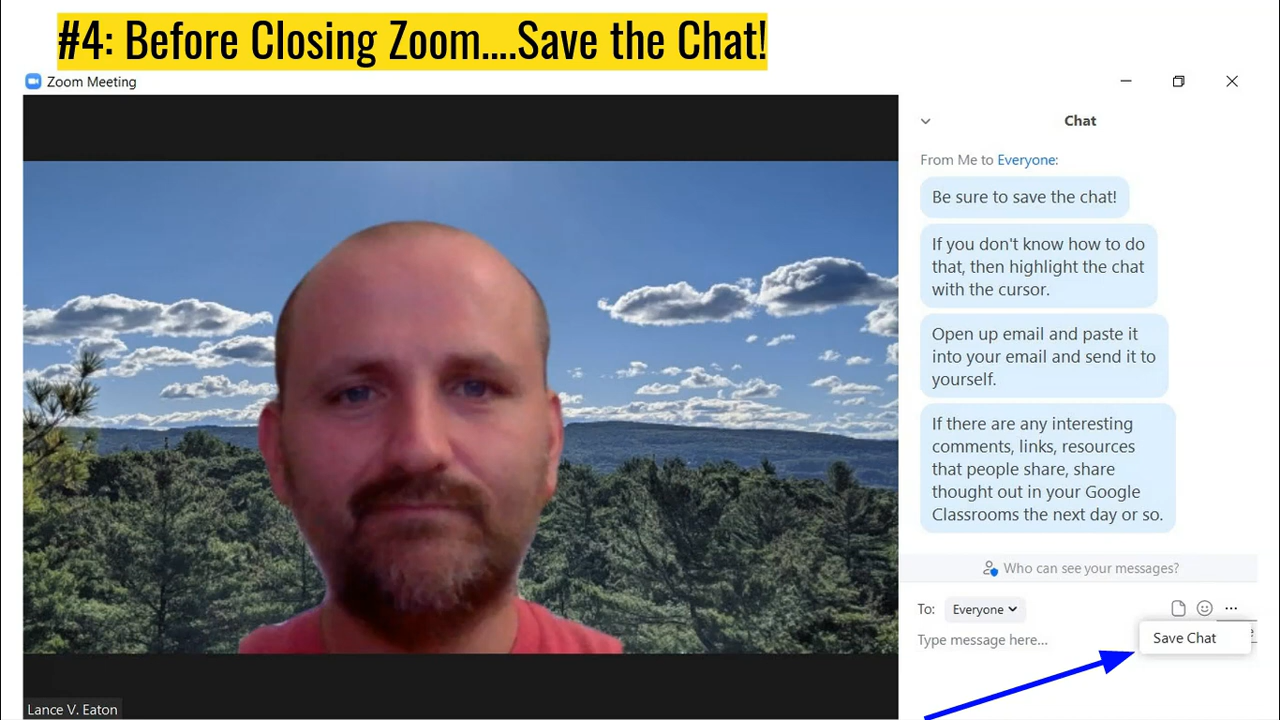 #4: Before Closing Zoom....Save the Chat!
Zoom Meeting
Chat
From Me to Everyone:
Be sure to save the chat!
If you don't know how to do
that, then highlight the chat
with the cursor.
Open up email and paste it
into your email and send it to
yourself.
If there are any interesting
comments, links, resources
that people share, share
thought out in your Google
Classrooms the next day or so.
Who can see your messages?
To: Everyone
Type message here...
Save Chat
Lance V. Eaton